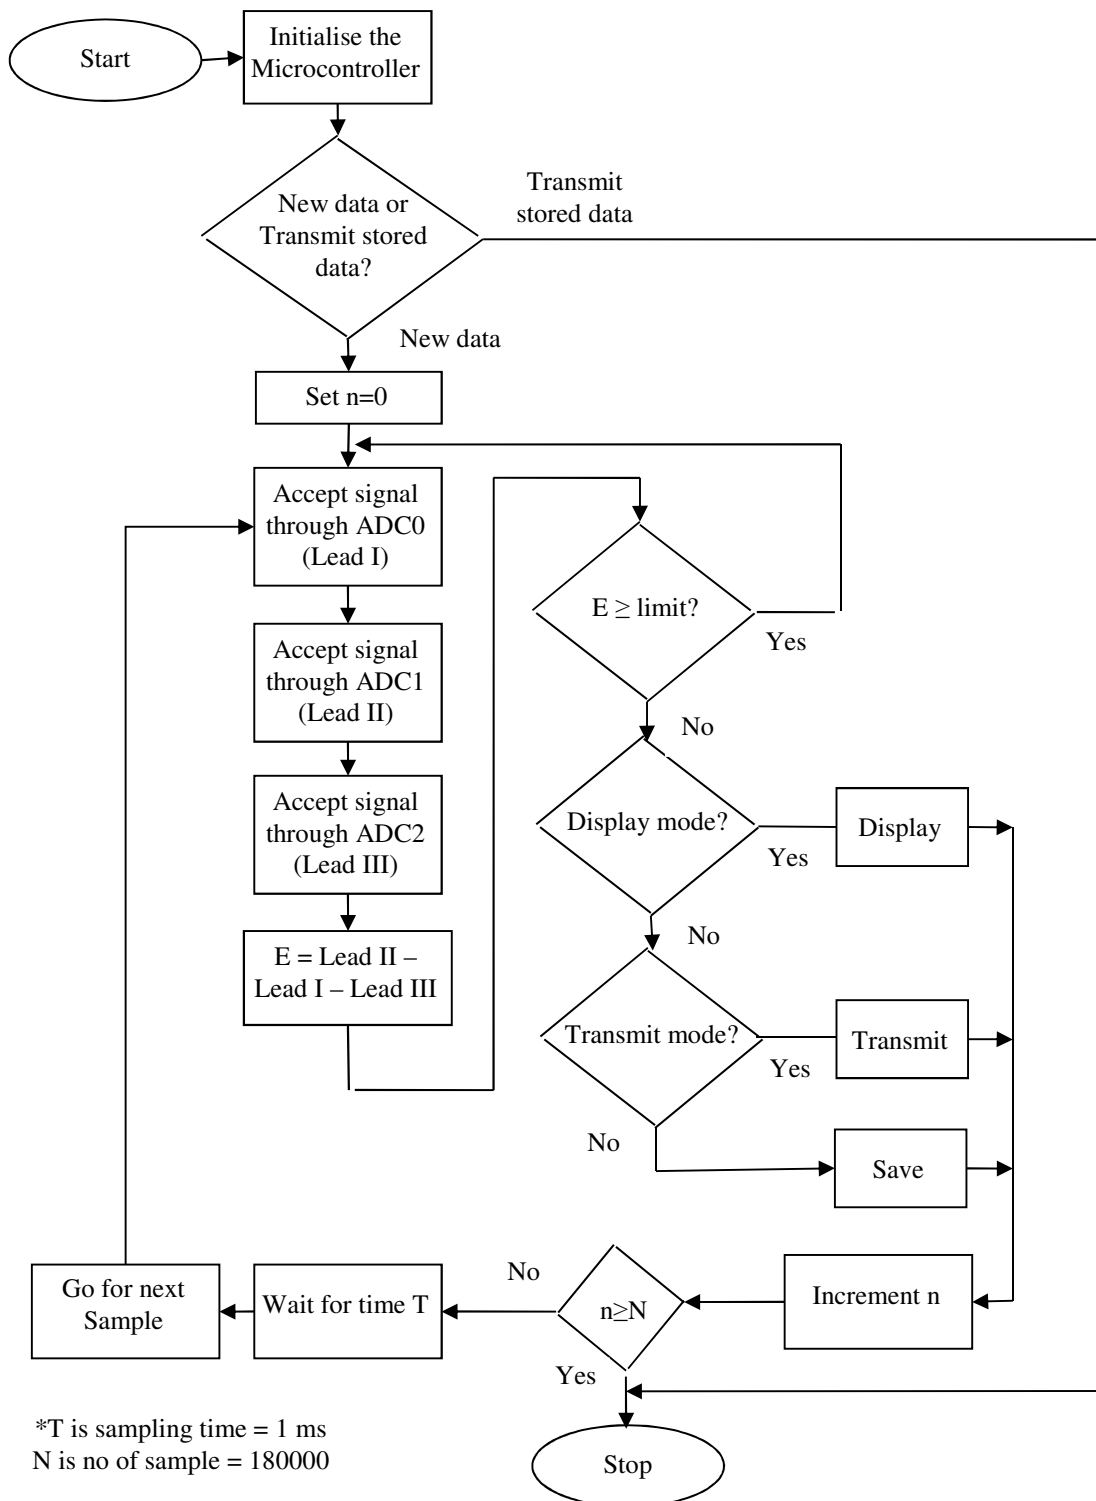 Start
Initialise the
Microcontroller
New data or
Transmit stored
data?
Transmit
stored data
New data
Set n=0
Accept signal
through ADC0
(Lead I)
Accept signal
through ADC1
(Lead II)
Accept signal
through ADC2
(Lead III)
E = Lead II –
Lead I – Lead III
E ≥ limit?
Yes
No
Display mode?
Yes
Display
No
Transmit mode?
Yes
Transmit
No
Save
Increment n
n≥N
No
Wait for time T
Go for next
Sample
Yes
Stop
*T is sampling time = 1 ms
N is no of sample = 180000